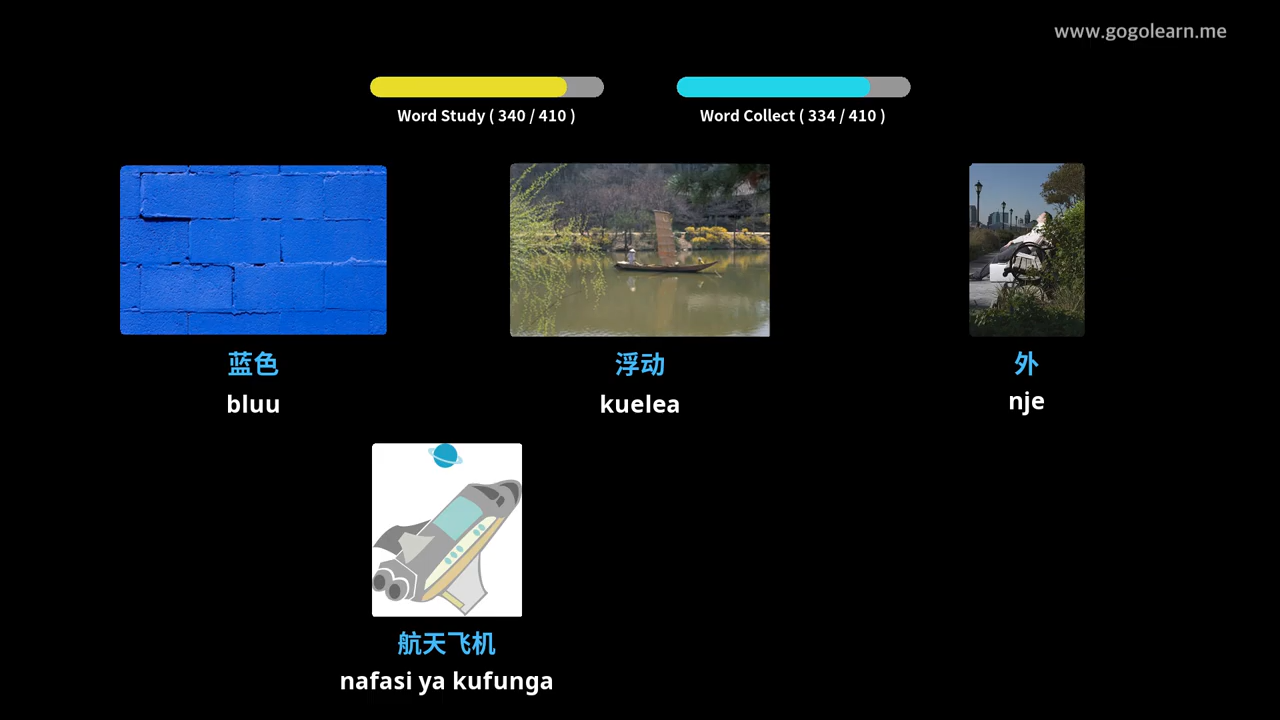 www.gogolearn.me
Word Study ( 340 / 410 )
Word Collect ( 334 / 410 )
蓝色
bluu
浮动
kuelea
外
nje
航天飞机
nafasi ya kufunga